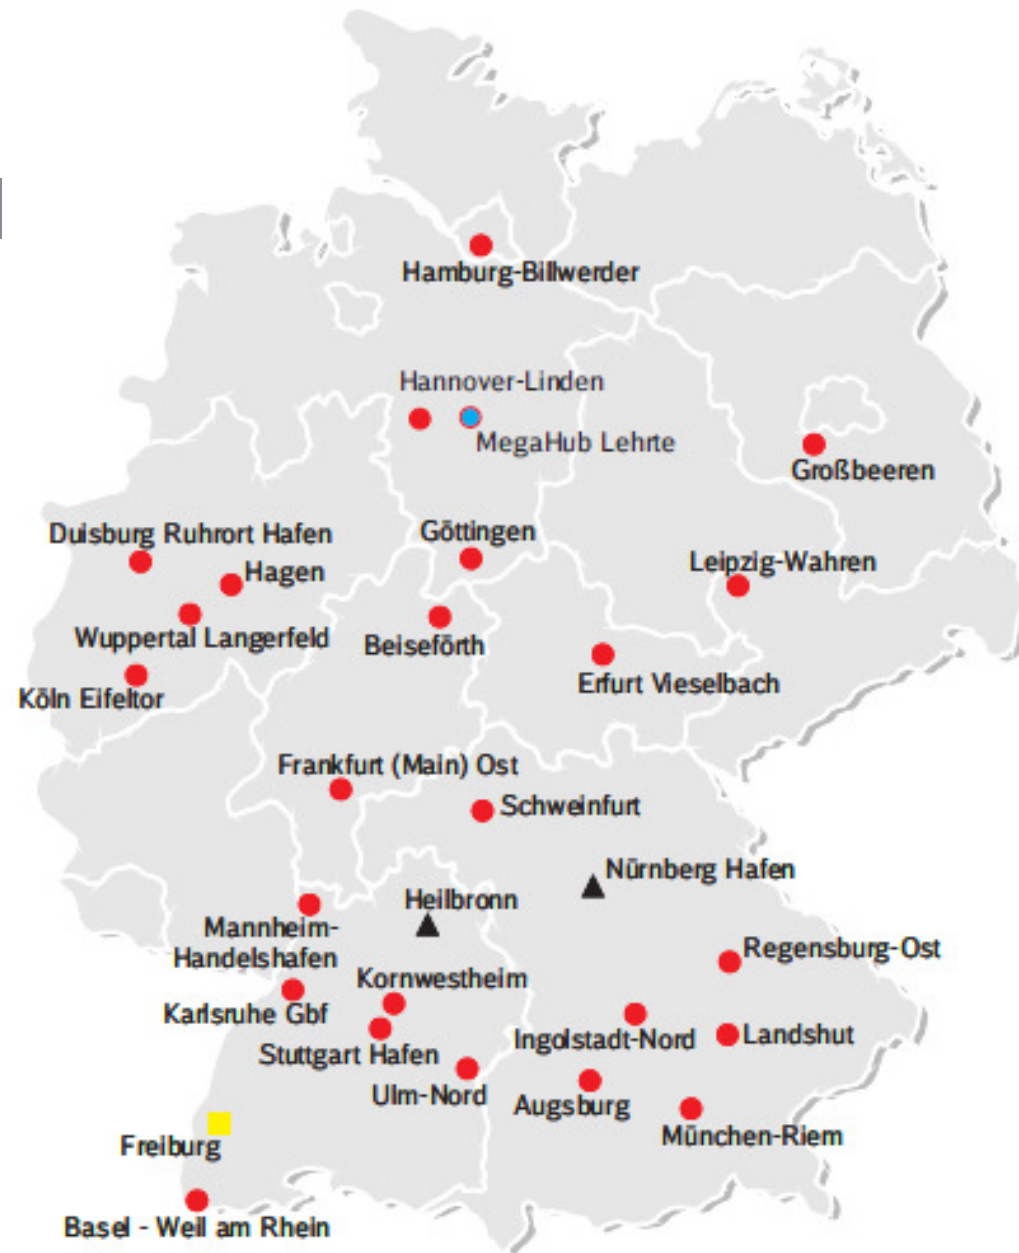 Hamburg-Billwerder
Hannover-Linden
MegaHub Lehrte
Großbeeren
Göttingen
Duisburg Ruhrort Hafen
Hagen
Leipzig-Wahren
Wuppertal Langerfeld
Beiseförth
Köln Eifeltor
Erfurt Vieselbach
Frankfurt (Main) Ost
Schweinfurt
Nürnberg Hafen
Heilbronn
Mannheim-
Handelshafen
Regensburg-Ost
Kornwestheim
Karlsruhe Gbf
Ingolstadt-Nord
Landshut
Stuttgart Hafen
Ulm-Nord
Augsburg
München-Riem
Freiburg
Basel - Weil am Rhein